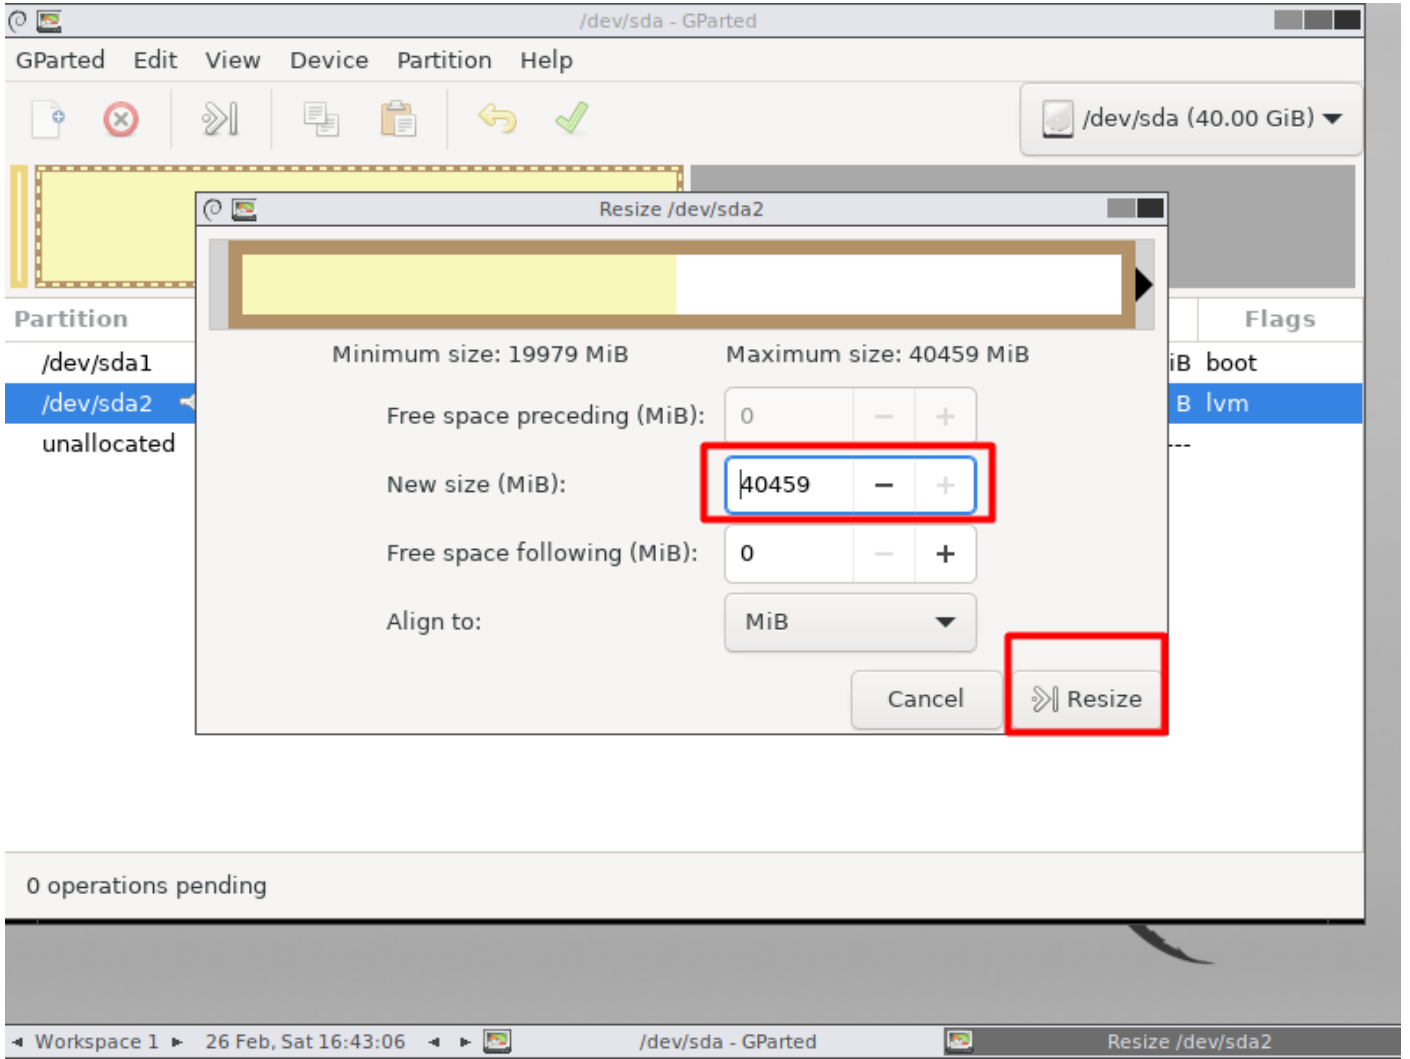 /dev/sda - GParted
GParted Edit View Device Partition Help
/dev/sda (40.00 GiB)
Resize /dev/sda2
Partition Flags
Minimum size: 19979 MiB Maximum size: 40459 MiB
/dev/sda1 iB boot
/dev/sda2 B lvm
Free space preceding (MiB): 0 − +
unallocated ---
New size (MiB): 40459 − +
Free space following (MiB): 0 − +
Align to: MiB
Cancel Resize
0 operations pending
Workspace 1 26 Feb, Sat 16:43:06 /dev/sda - GParted Resize /dev/sda2